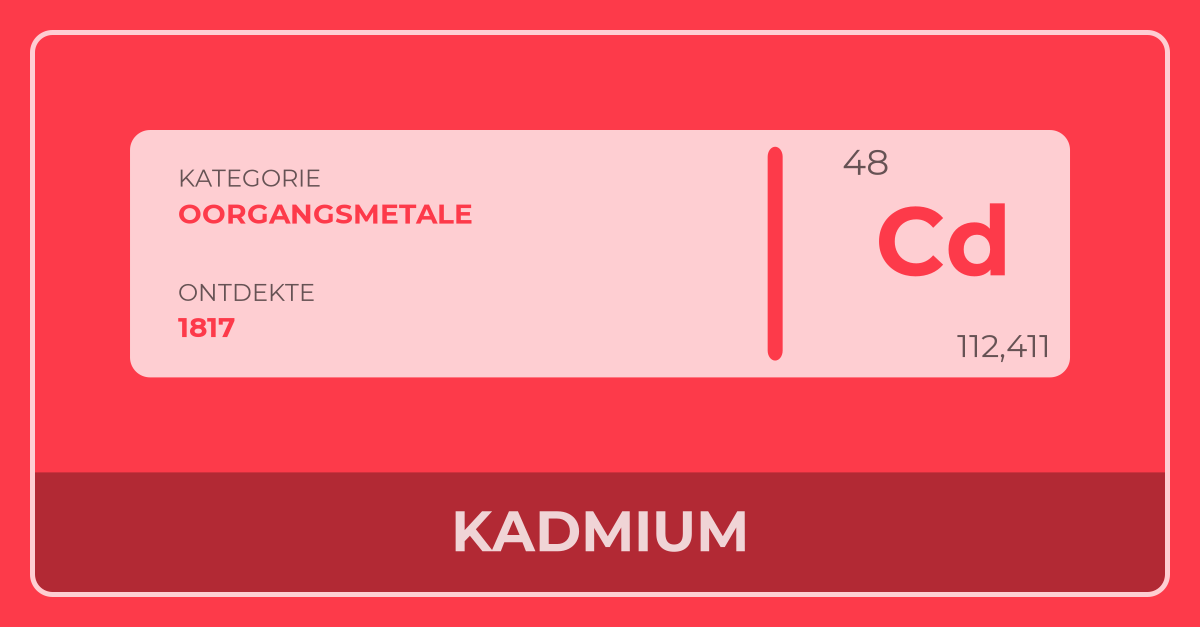 KATEGORIE
OORGANGSMETALE
ONTDEKTE
1817
48
Cd
112,411
KADMIUM